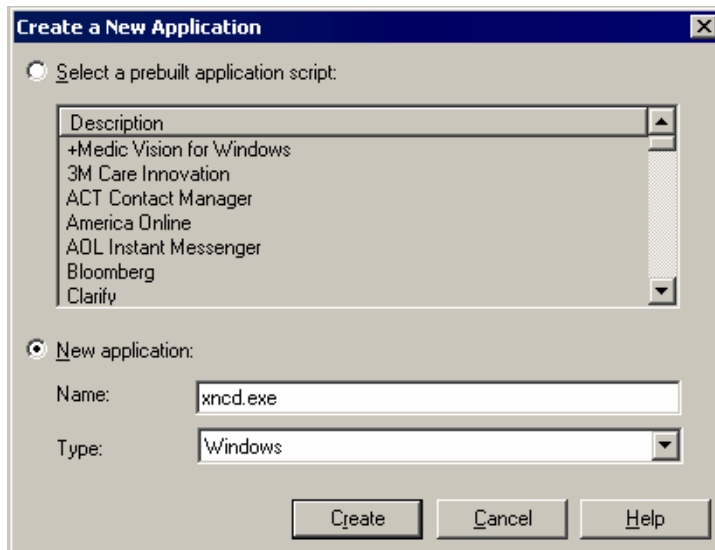 Create a New Application
Select a prebuilt application script:
Description
+Medic Vision for Windows
3M Care Innovation
ACT Contact Manager
America Online
AOL Instant Messenger
Bloomberg
Clarify
New application:
Name: xncd.exe
Type: Windows
Create Cancel Help